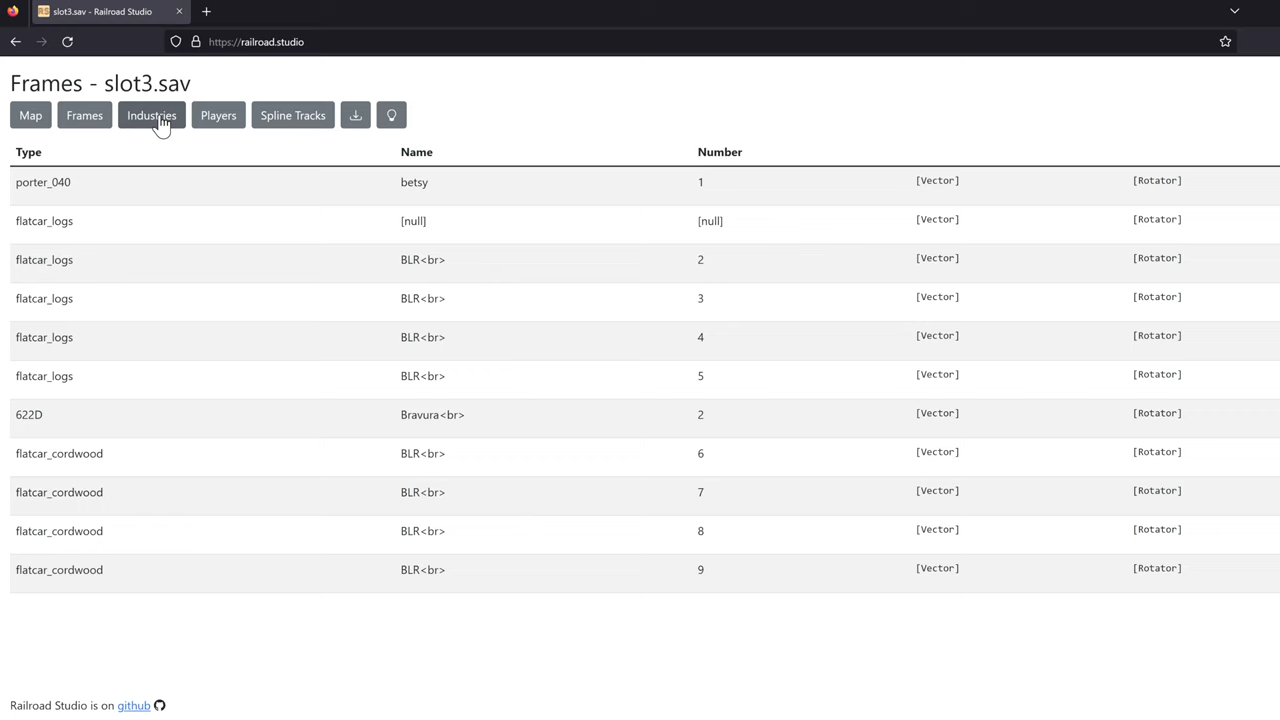 RS slot3.sav - Railroad Studio
https://railroad.studio
Frames - slot3.sav
Map Frames Industries Players Spline Tracks
Type Name Number
porter_040 betsy 1 [Vector] [Rotator]
flatcar_logs [null] [null] [Vector] [Rotator]
flatcar_logs BLR<br> 2 [Vector] [Rotator]
flatcar_logs BLR<br> 3 [Vector] [Rotator]
flatcar_logs BLR<br> 4 [Vector] [Rotator]
flatcar_logs BLR<br> 5 [Vector] [Rotator]
622D Bravura<br> 2 [Vector] [Rotator]
flatcar_cordwood BLR<br> 6 [Vector] [Rotator]
flatcar_cordwood BLR<br> 7 [Vector] [Rotator]
flatcar_cordwood BLR<br> 8 [Vector] [Rotator]
flatcar_cordwood BLR<br> 9 [Vector] [Rotator]
Railroad Studio is on github